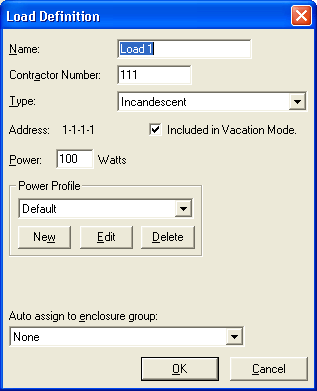 Load Definition
Name: Load 1
Contractor Number: 111
Type: Incandescent
Address: 1-1-1-1 Included in Vacation Mode.
Power: 100 Watts
Power Profile
Default
New Edit Delete
Auto assign to enclosure group:
None
OK Cancel